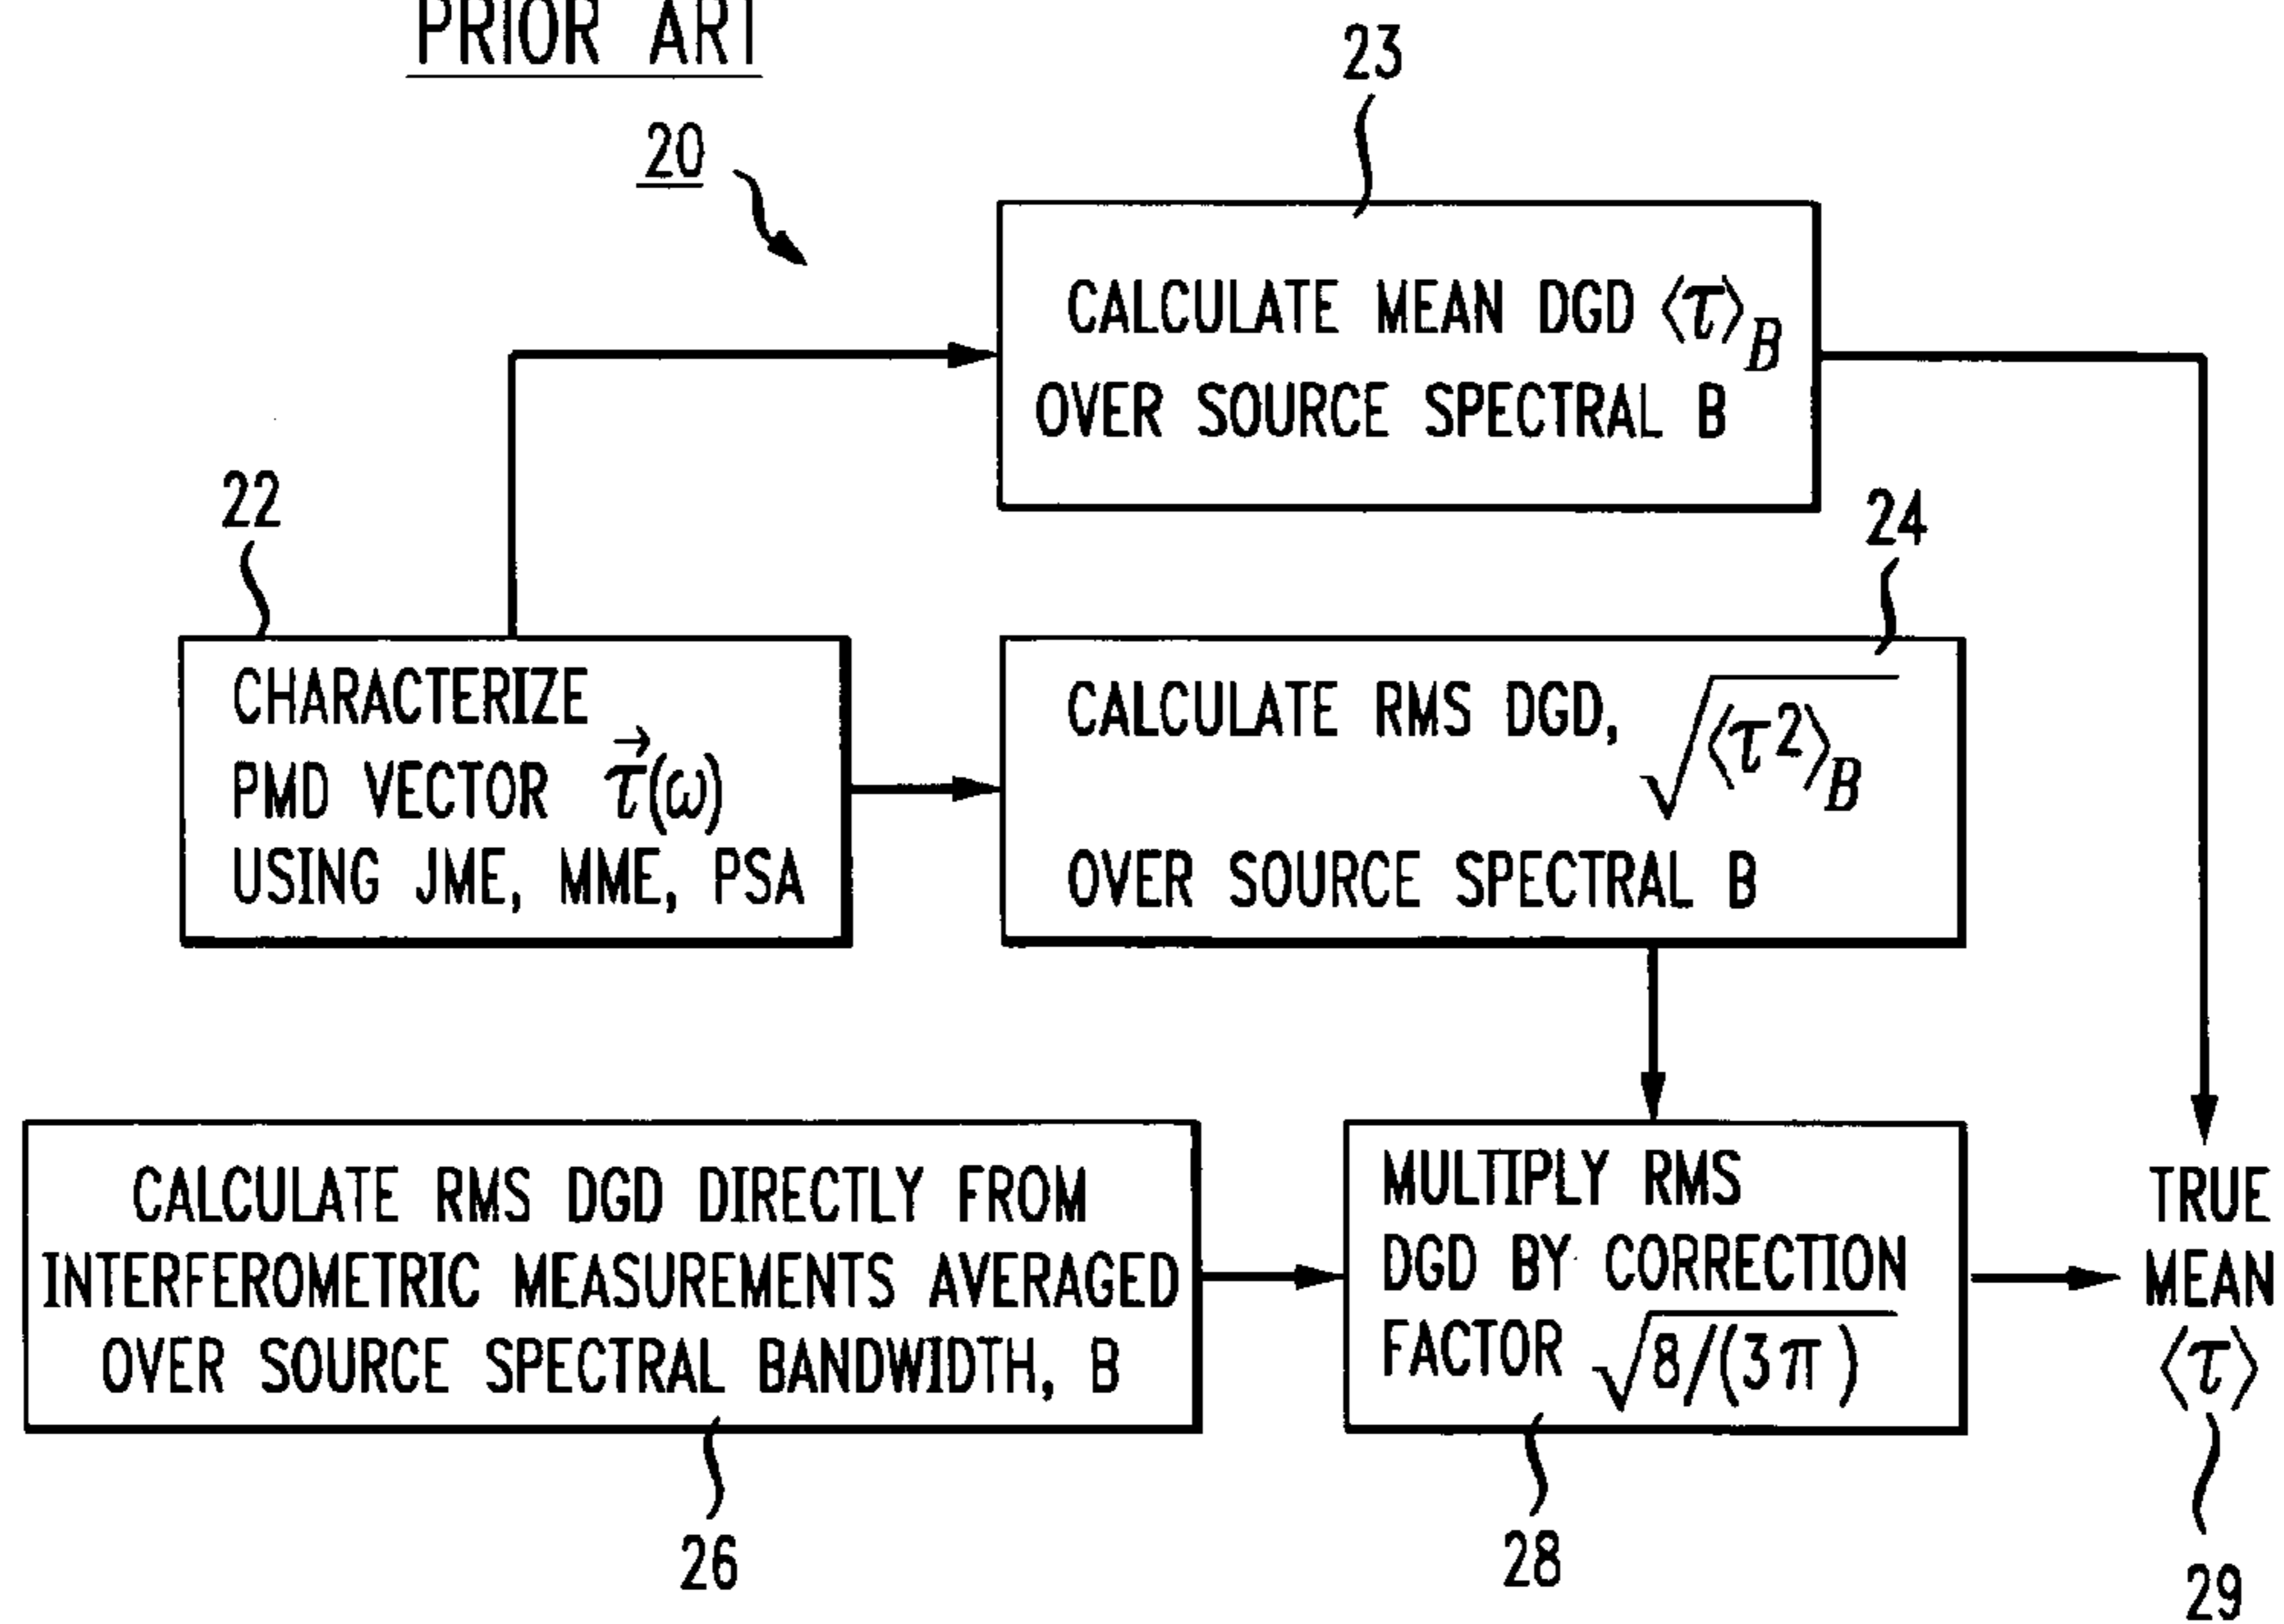 PRIOR ART
20
23
CALCULATE MEAN DGD ⟨τ⟩B
OVER SOURCE SPECTRAL B
22
CHARACTERIZE
PMD VECTOR τ⃗(ω)
USING JME, MME, PSA
24
CALCULATE RMS DGD, √⟨τ²⟩B
OVER SOURCE SPECTRAL B
CALCULATE RMS DGD DIRECTLY FROM
INTERFEROMETRIC MEASUREMENTS AVERAGED
OVER SOURCE SPECTRAL BANDWIDTH, B
26
MULTIPLY RMS
DGD BY CORRECTION
FACTOR √8/(3π)
28
TRUE
MEAN
⟨τ⟩
29